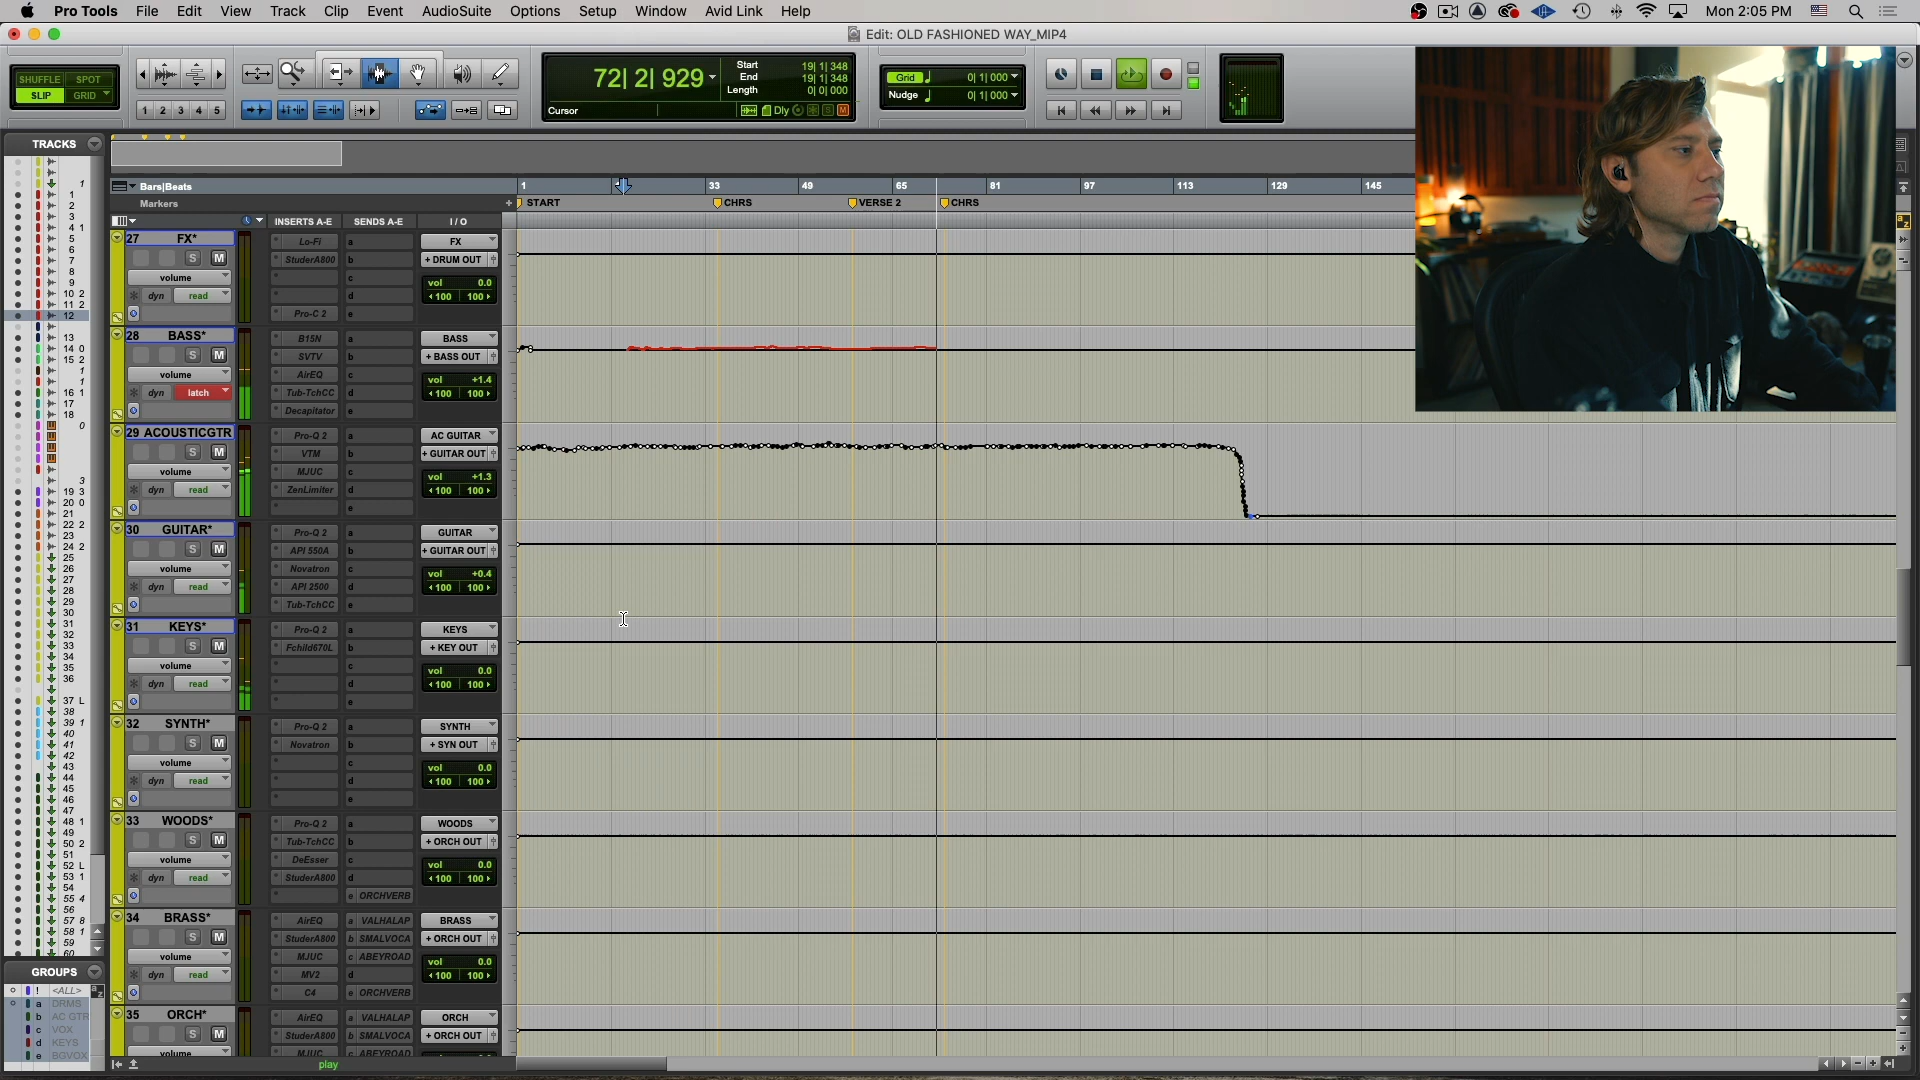 Pro Tools File Edit View Track Clip Event AudioSuite Options Setup Window Avid Link Help Mon 2:05 PM
Edit: OLD FASHIONED WAY_MIP4
SHUFFLE SPOT
SLIP GRID
1 2 3 4 5
72| 2| 929
Start 19| 1| 348
End 19| 1| 348
Length 0| 0| 000
Cursor Dly
Grid 0| 1| 000
Nudge 0| 1| 000
TRACKS
Bars|Beats 1 33 49 65 81 97 113 129 145
Markers START CHRS VERSE 2 CHRS
INSERTS A-E SENDS A-E I / O
27 FX* Lo-Fi a FX
S M StuderA800 b + DRUM OUT
volume c vol 0.0
dyn read d 100 100
Pro-C 2 e
28 BASS* B15N a BASS
S M SVTV b + BASS OUT
volume AirEQ c vol +1.4
dyn latch Tub-TchCC d 100 100
Decapitator e
29 ACOUSTICGTR Pro-Q 2 a AC GUITAR
S M VTM b + GUITAR OUT
volume MJUC c vol +1.3
dyn read ZenLimiter d 100 100
e
30 GUITAR* Pro-Q 2 a GUITAR
S M API 550A b + GUITAR OUT
volume Novatron c vol +0.4
dyn read API 2500 d 100 100
Tub-TchCC e
31 KEYS* Pro-Q 2 a KEYS
S M Fchild670L b + KEY OUT
volume c vol 0.0
dyn read d 100 100
e
32 SYNTH* Pro-Q 2 a SYNTH
S M Novatron b + SYN OUT
volume c vol 0.0
dyn read d 100 100
e
33 WOODS* Pro-Q 2 a WOODS
S M Tub-TchCC b + ORCH OUT
volume DeEsser c vol 0.0
dyn read StuderA800 d 100 100
e ORCHVERB
34 BRASS* AirEQ a VALHALAP BRASS
S M StuderA800 b SMALVOCA + ORCH OUT
volume MJUC c ABEYROAD vol 0.0
dyn read MV2 d 100 100
C4 e ORCHVERB
35 ORCH* AirEQ a VALHALAP ORCH
S M StuderA800 b SMALVOCA + ORCH OUT
volume MJUC c ABEYROAD
GROUPS
! <ALL>
a DRMS
b AC GTR
c VOX
d KEYS
e BGVOX
play